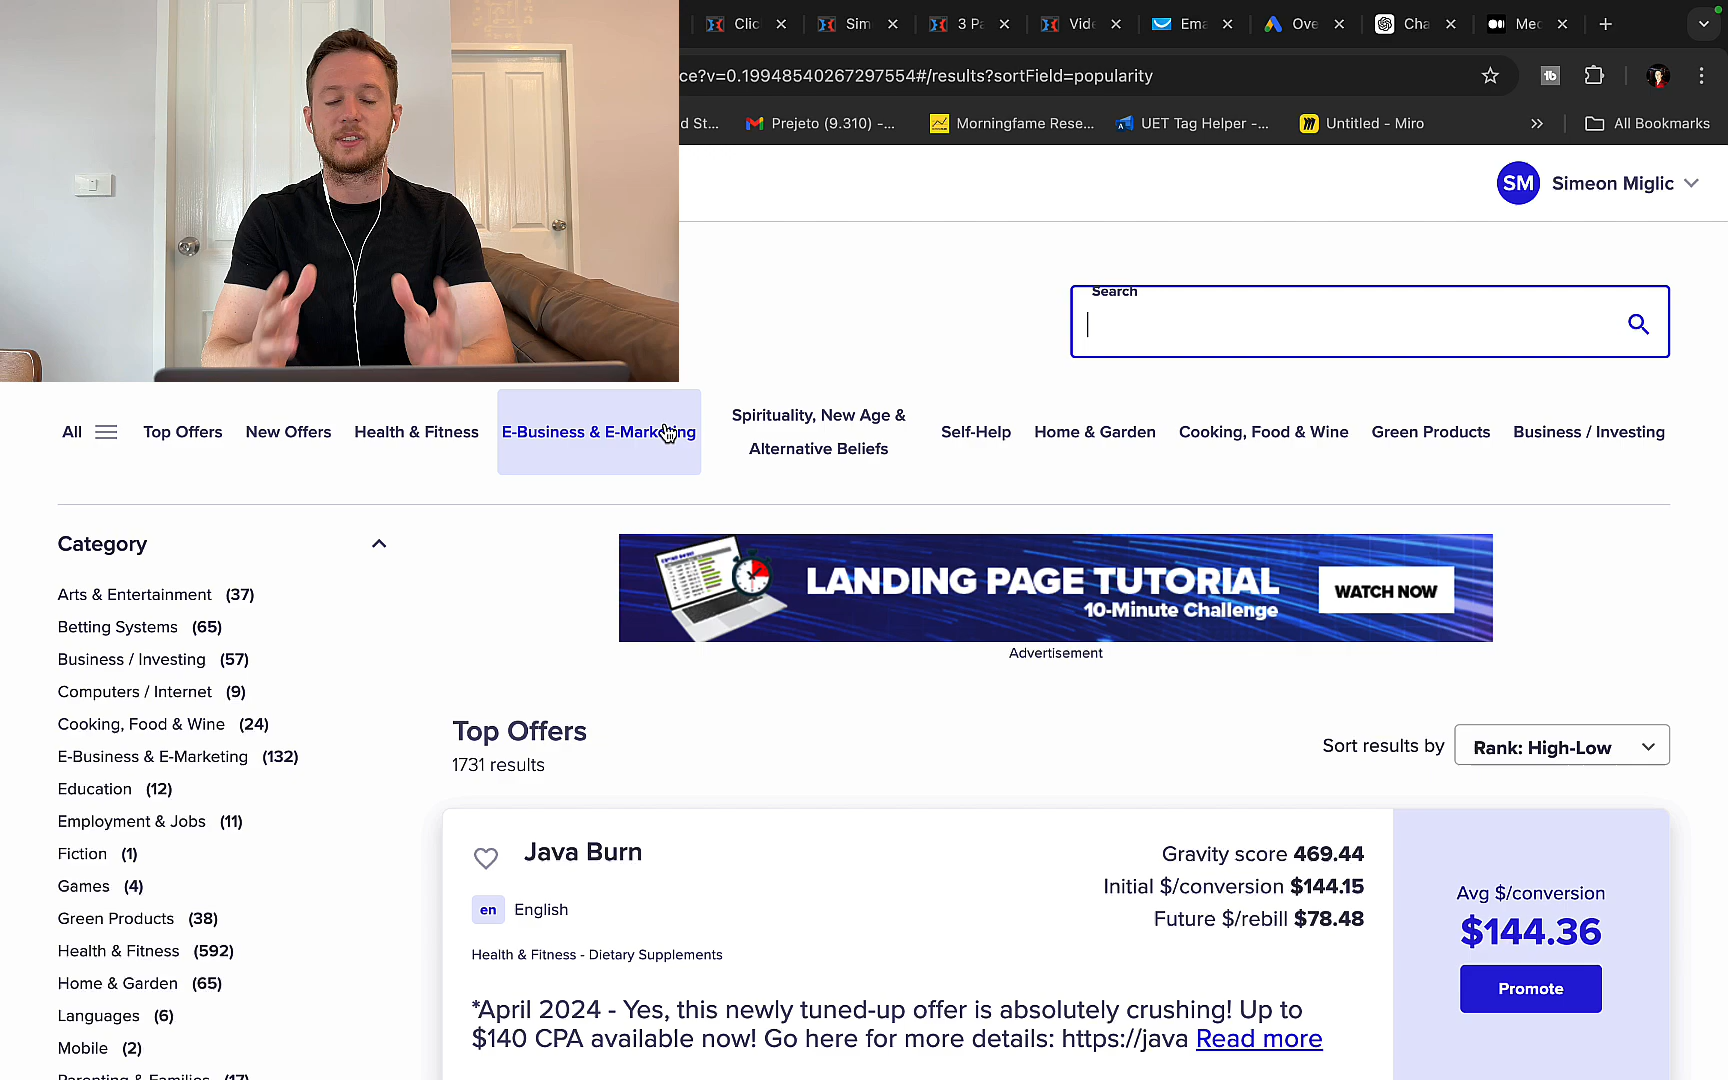 Clic
Sim
3 Pa
Vide
Ema
Ove
Cha
Med
ce?v=0.19948540267297554#/results?sortField=popularity
d St...
Prejeto (9.310) -...
Morningfame Rese...
UET Tag Helper -...
Untitled - Miro
All Bookmarks
SM Simeon Miglic
Search
All
Top Offers
New Offers
Health & Fitness
E-Business & E-Marketing
Spirituality, New Age &
Alternative Beliefs
Self-Help
Home & Garden
Cooking, Food & Wine
Green Products
Business / Investing
Category
Arts & Entertainment (37)
Betting Systems (65)
Business / Investing (57)
Computers / Internet (9)
Cooking, Food & Wine (24)
E-Business & E-Marketing (132)
Education (12)
Employment & Jobs (11)
Fiction (1)
Games (4)
Green Products (38)
Health & Fitness (592)
Home & Garden (65)
Languages (6)
Mobile (2)
Parenting & Families (17)
LANDING PAGE TUTORIAL
10-Minute Challenge
WATCH NOW
Advertisement
Top Offers
1731 results
Sort results by
Rank: High-Low
Java Burn
en English
Health & Fitness - Dietary Supplements
Gravity score 469.44
Initial $/conversion $144.15
Future $/rebill $78.48
*April 2024 - Yes, this newly tuned-up offer is absolutely crushing! Up to
$140 CPA available now! Go here for more details: https://java Read more
Avg $/conversion
$144.36
Promote